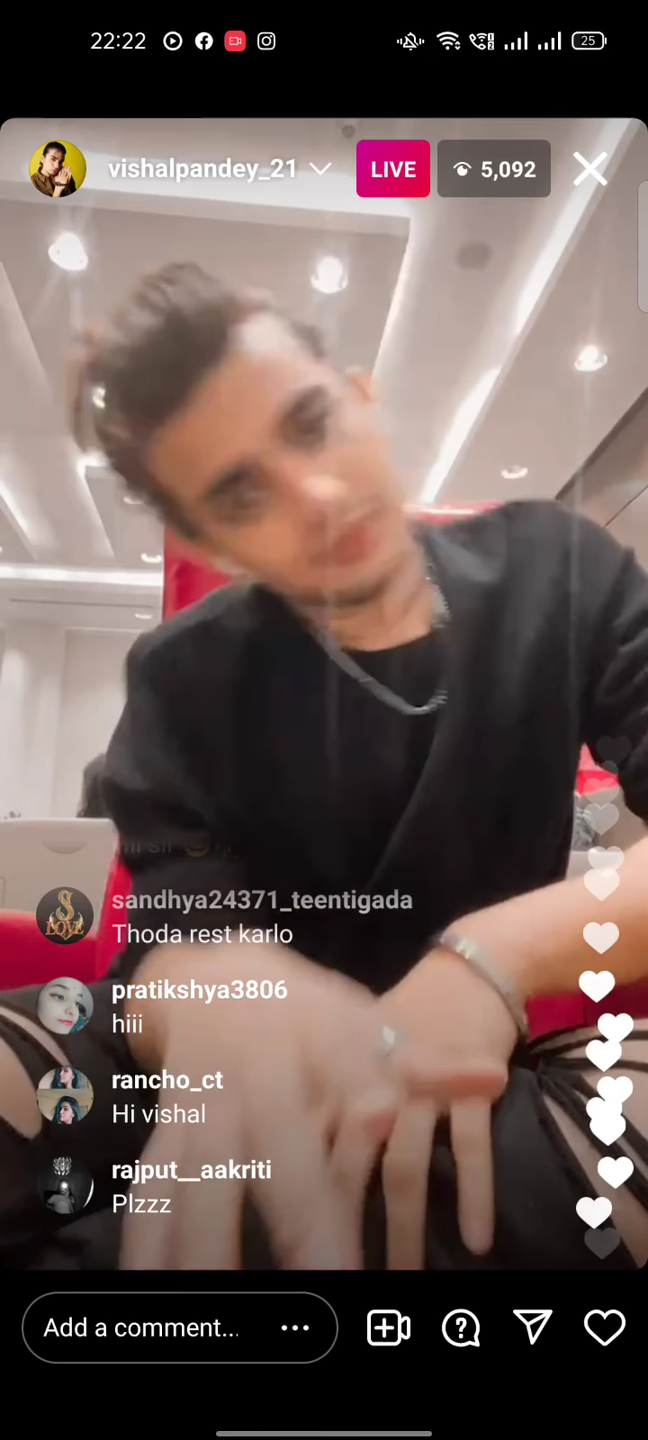 22:22
25
vishalpandey_21
LIVE
5,092
sandhya24371_teentigada
Thoda rest karlo
pratikshya3806
hiii
rancho_ct
Hi vishal
rajput__aakriti
Plzzz
Add a comment...